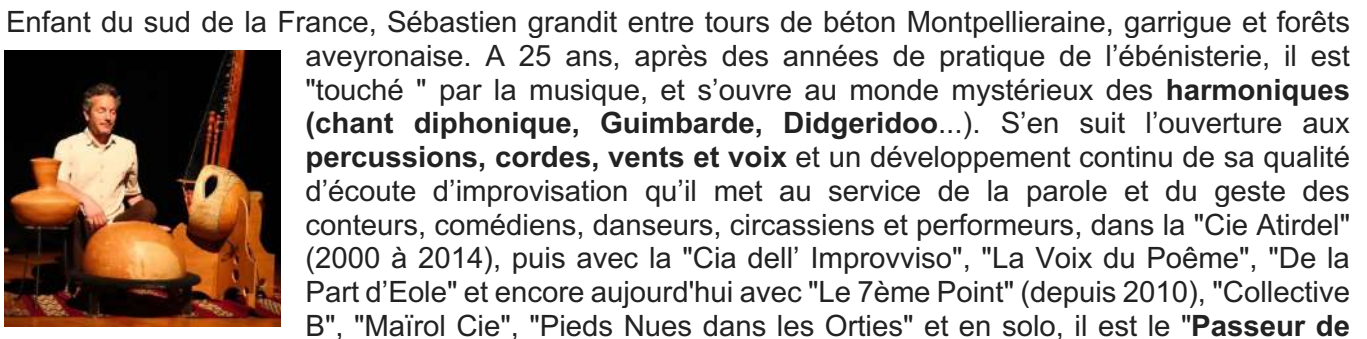 Enfant du sud de la France, Sébastien grandit entre tours de béton Montpellieraine, garrigue et forêts
aveyronaise. A 25 ans, après des années de pratique de l’ébénisterie, il est
"touché " par la musique, et s’ouvre au monde mystérieux des harmoniques
(chant diphonique, Guimbarde, Didgeridoo...). S’en suit l’ouverture aux
percussions, cordes, vents et voix et un développement continu de sa qualité
d’écoute d’improvisation qu’il met au service de la parole et du geste des
conteurs, comédiens, danseurs, circassiens et performeurs, dans la "Cie Atirdel"
(2000 à 2014), puis avec la "Cia dell’ Improvviso", "La Voix du Poême", "De la
Part d’Eole" et encore aujourd'hui avec "Le 7ème Point" (depuis 2010), "Collective
B", "Maïrol Cie", "Pieds Nues dans les Orties" et en solo, il est le "Passeur de